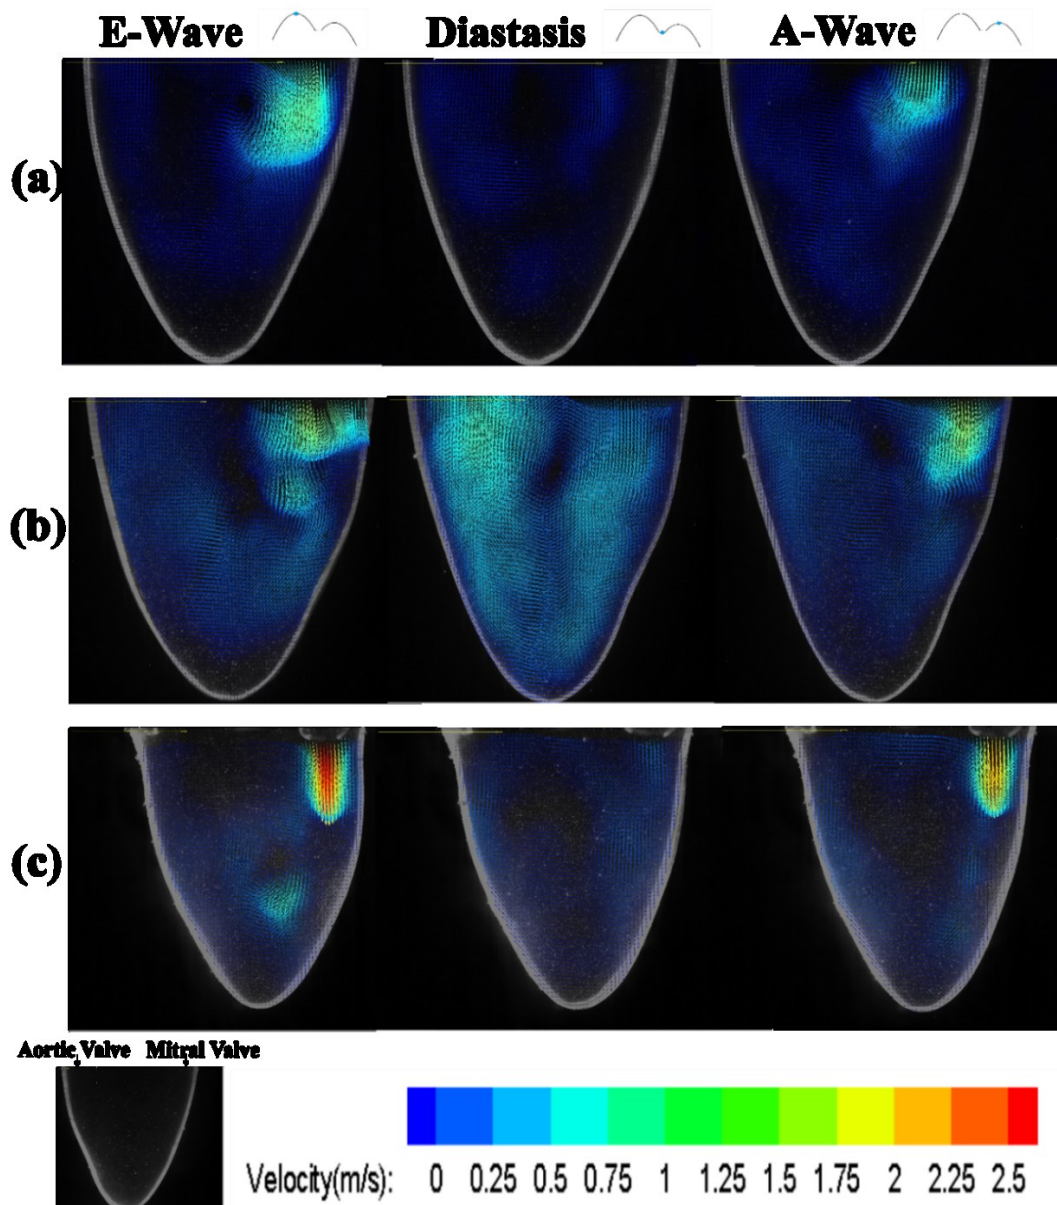 E-Wave Diastasis A-Wave
(a)
(b)
(c)
Aortic Valve Mitral Valve
Velocity(m/s): 0 0.25 0.5 0.75 1 1.25 1.5 1.75 2 2.25 2.5